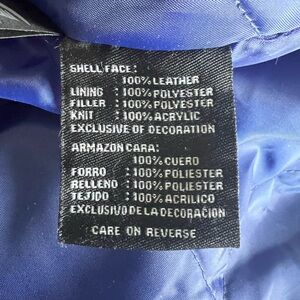 SHELL FACE:
100% LEATHER
LINING : 100% POLYESTER
FILLER : 100% POLYESTER
KNIT : 100% ACRYLIC
EXCLUSIVE OF DECORATION
ARMAZON CARA:
100% CUERO
FORRO : 100% POLIESTER
RELLENO : 100% POLIESTER
TEJIDO : 100% ACRILICO
EXCLUSIVO DE LA DECORACION
CARE ON REVERSE